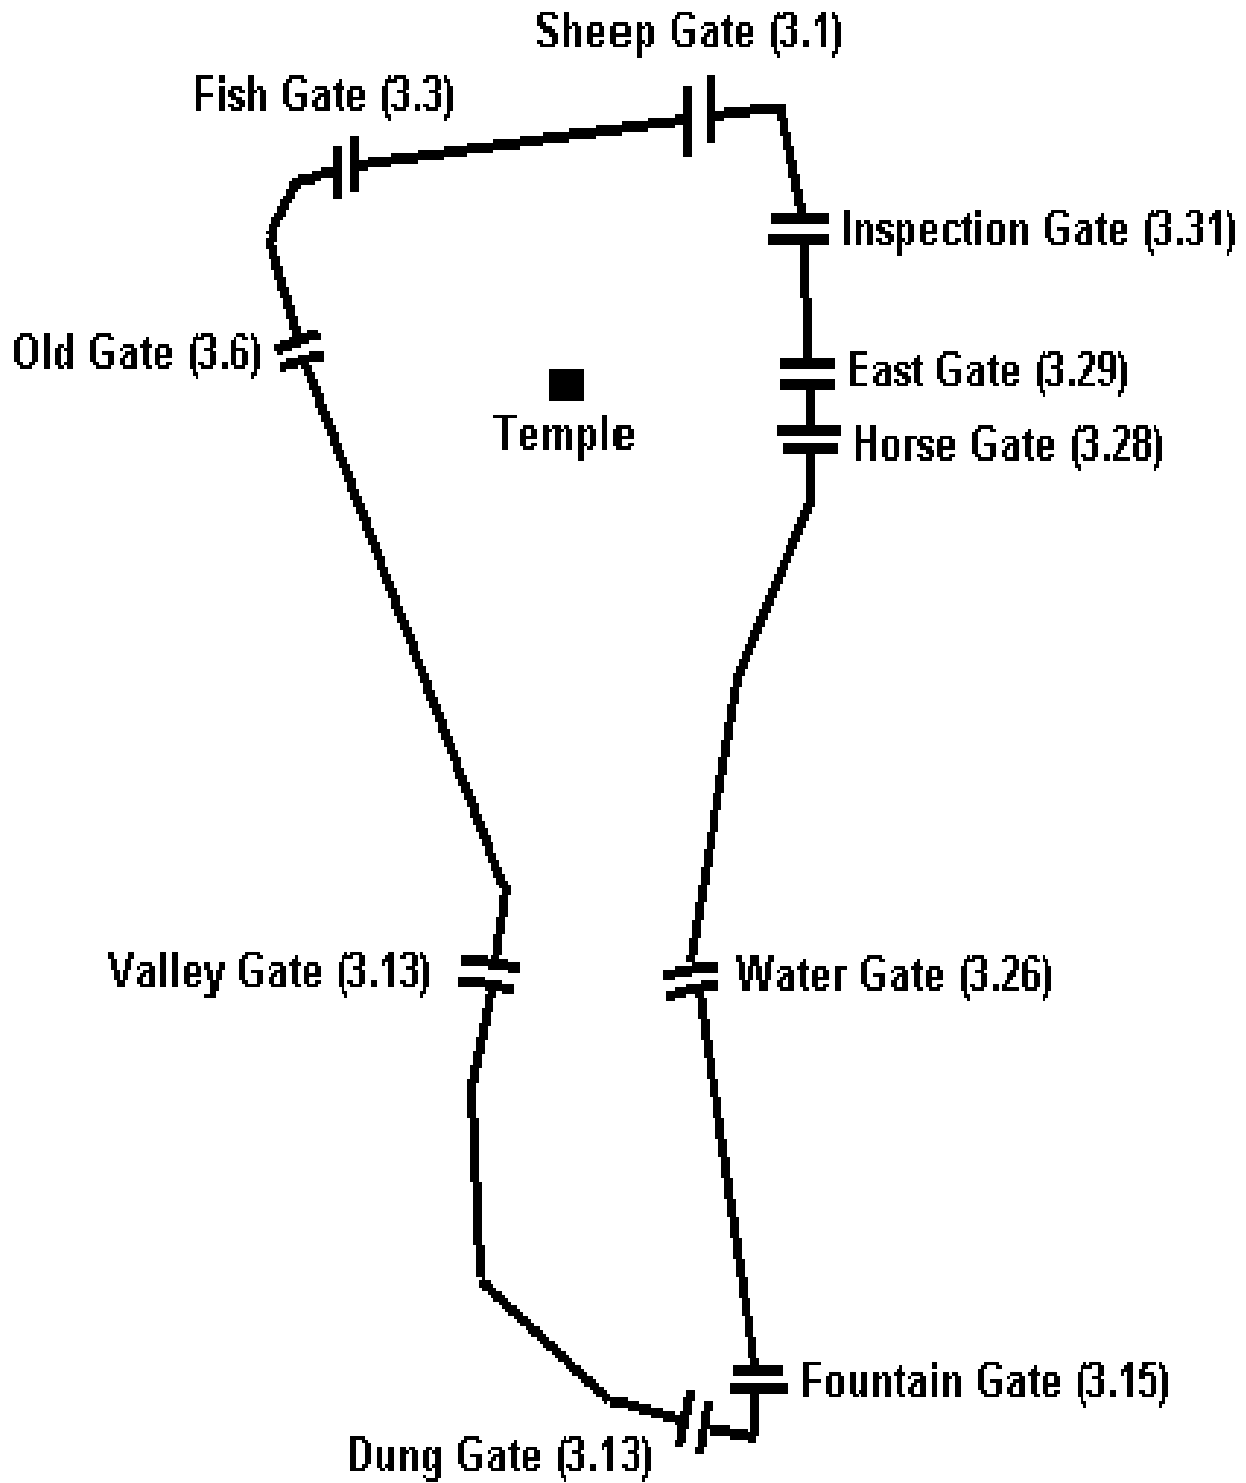 Sheep Gate (3.1)
Fish Gate (3.3)
Inspection Gate (3.31)
Old Gate (3.6)
East Gate (3.29)
Temple
Horse Gate (3.28)
Valley Gate (3.13)
Water Gate (3.26)
Fountain Gate (3.15)
Dung Gate (3.13)